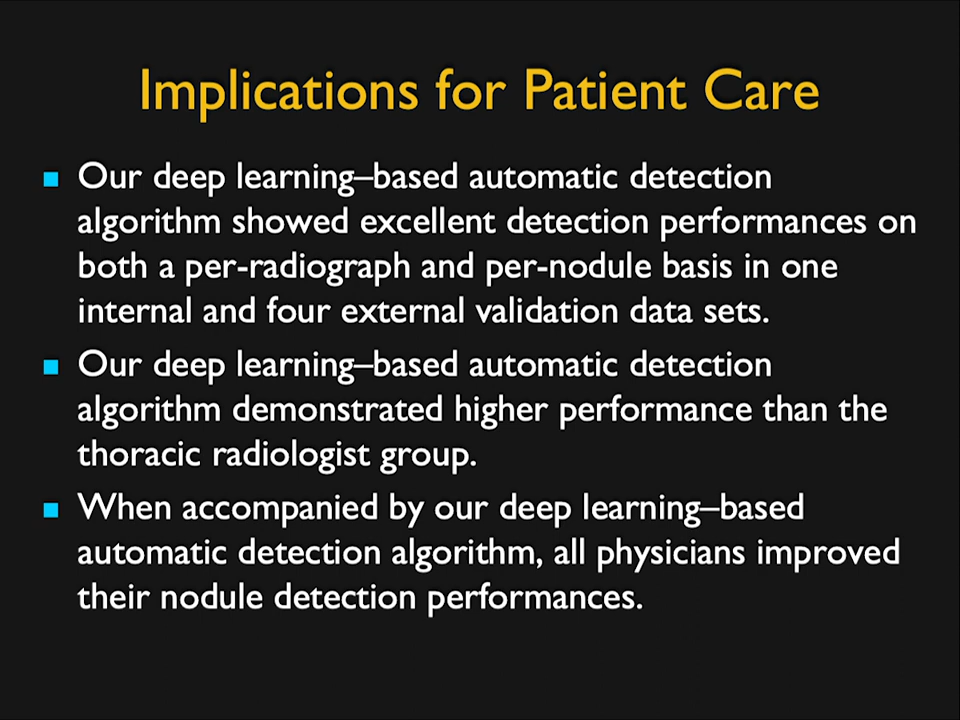 Implications for Patient Care
Our deep learning–based automatic detection
algorithm showed excellent detection performances on
both a per-radiograph and per-nodule basis in one
internal and four external validation data sets.
Our deep learning–based automatic detection
algorithm demonstrated higher performance than the
thoracic radiologist group.
When accompanied by our deep learning–based
automatic detection algorithm, all physicians improved
their nodule detection performances.